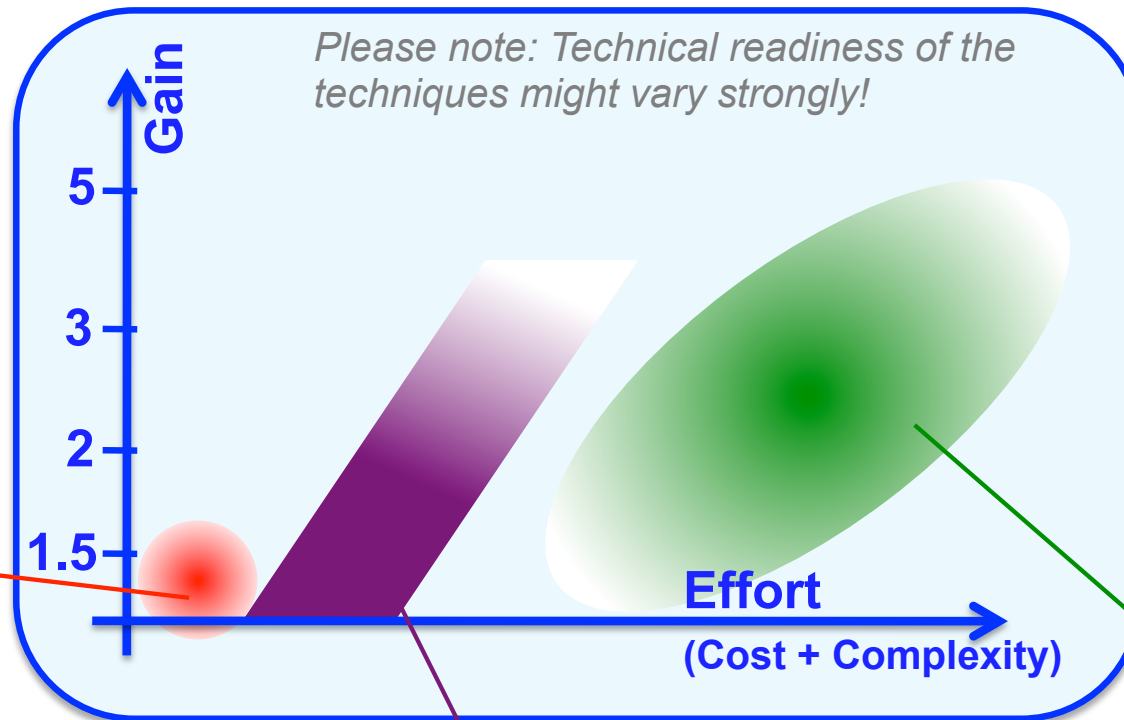 Please note: Technical readiness of the
techniques might vary strongly!
Gain
5
3
2
1.5
Effort
(Cost + Complexity)